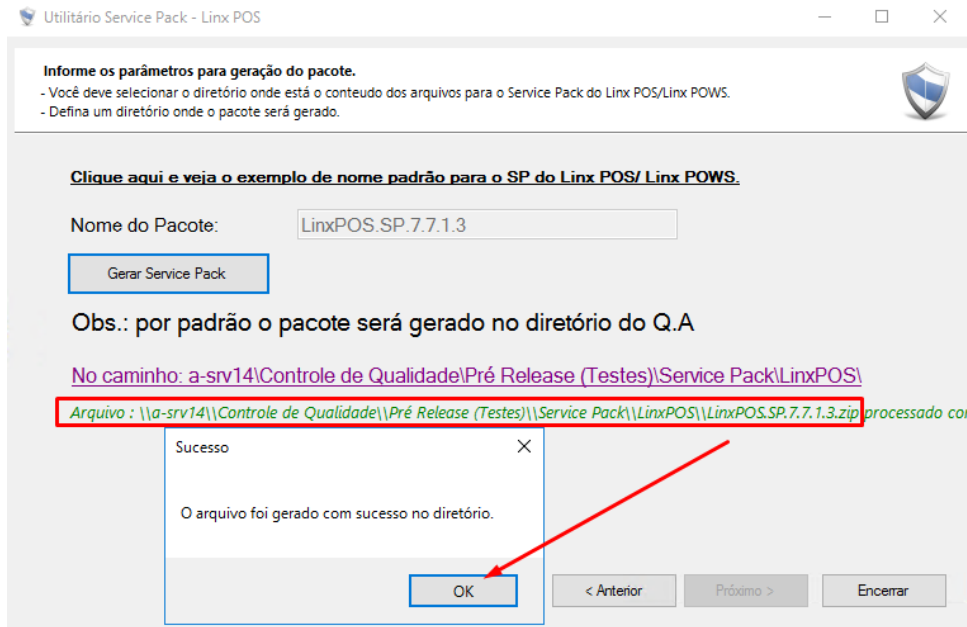 Utilitário Service Pack - Linx POS
Informe os parâmetros para geração do pacote.
- Você deve selecionar o diretório onde está o conteudo dos arquivos para o Service Pack do Linx POS/Linx POWS.
- Defina um diretório onde o pacote será gerado.
Clique aqui e veja o exemplo de nome padrão para o SP do Linx POS/ Linx POWS.
Nome do Pacote: LinxPOS.SP.7.7.1.3
Gerar Service Pack
Obs.: por padrão o pacote será gerado no diretório do Q.A
No caminho: a-srv14\Controle de Qualidade\Pré Release (Testes)\Service Pack\LinxPOS\
Arquivo : \\a-srv14\\Controle de Qualidade\\Pré Release (Testes)\\Service Pack\\LinxPOS\\LinxPOS.SP.7.7.1.3.zip processado con
Sucesso
O arquivo foi gerado com sucesso no diretório.
OK
< Anterior
Próximo >
Encerrar